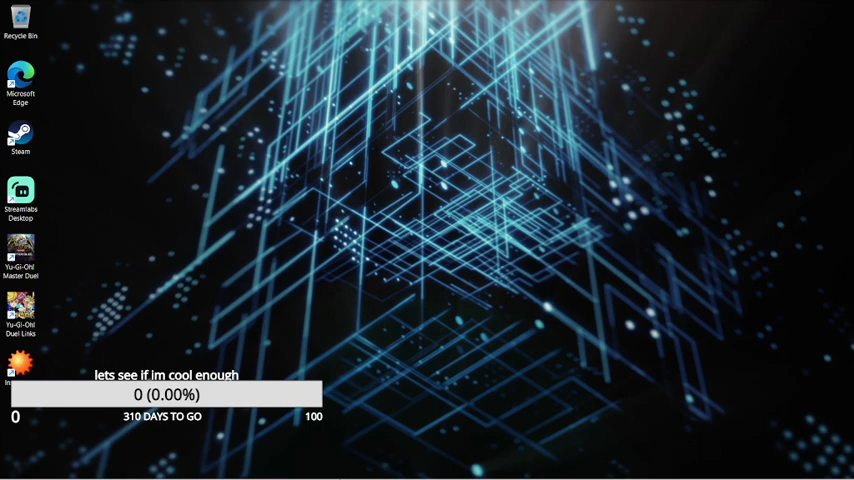 Recycle Bin
Microsoft
Edge
Steam
Streamlabs
Desktop
Yu-Gi-Oh!
Master Duel
Yu-Gi-Oh!
Duel Links
lets see if im cool enough
0 (0.00%)
0
310 DAYS TO GO
100